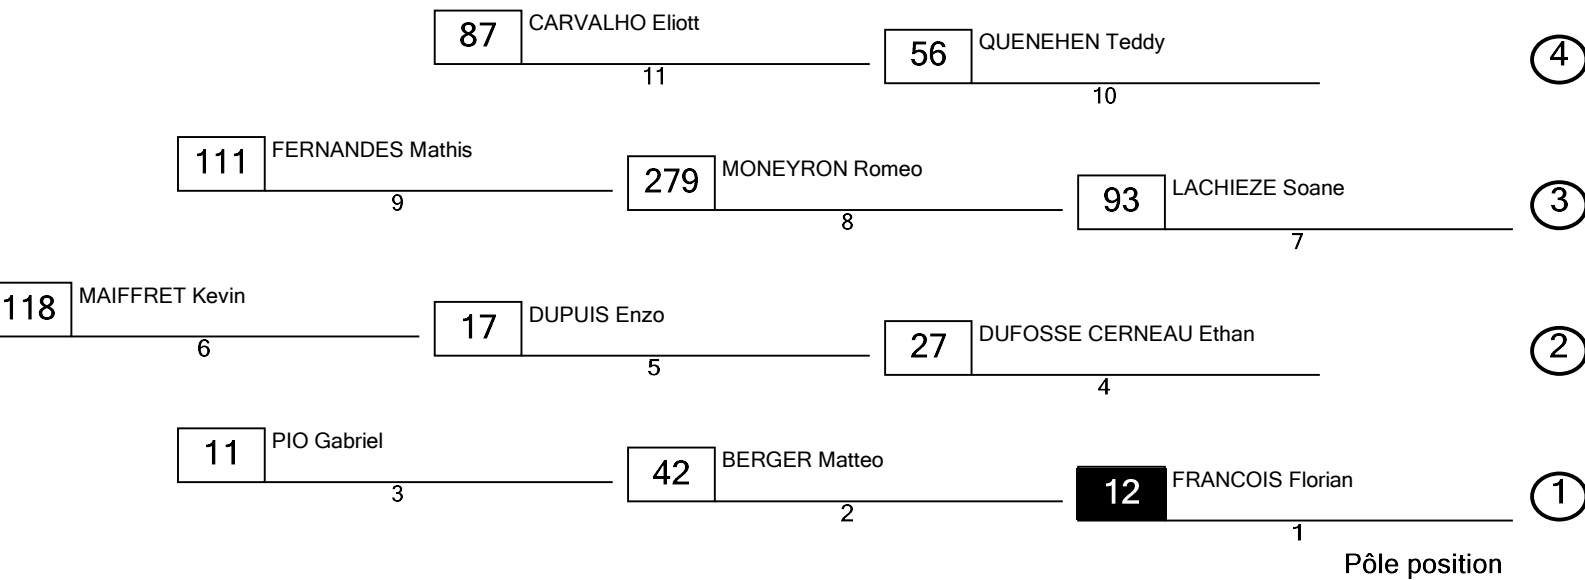 87 CARVALHO Eliott
11
56 QUENEHEN Teddy
10
4
111 FERNANDES Mathis
9
279 MONEYRON Romeo
8
93 LACHIEZE Soane
7
3
118 MAIFFRET Kevin
6
17 DUPUIS Enzo
5
27 DUFOSSE CERNEAU Ethan
4
2
11 PIO Gabriel
3
42 BERGER Matteo
2
12 FRANCOIS Florian
1
1
Pôle position